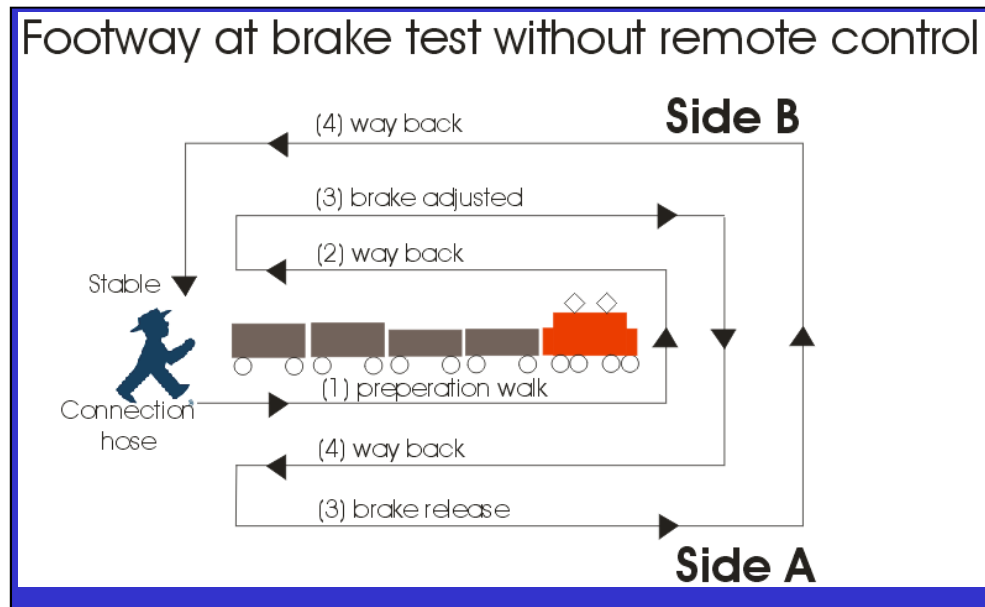 Footway at brake test without remote control
Side B
(4) way back
(3) brake adjusted
(2) way back
Stable
(1) preperation walk
Connection
hose
(4) way back
(3) brake release
Side A